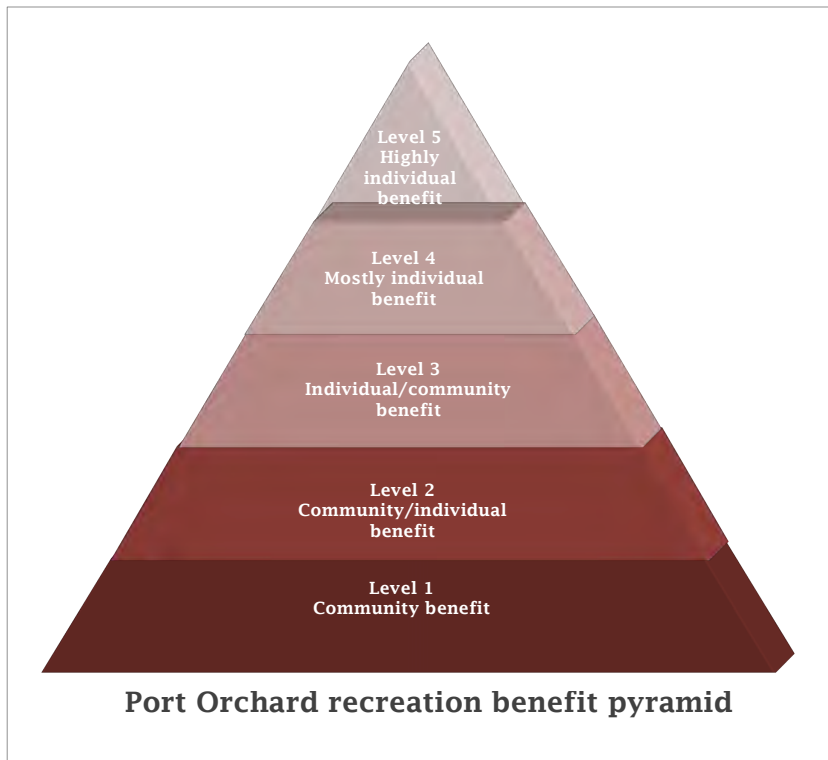 Level 5
Highly
individual
benefit
Level 4
Mostly individual
benefit
Level 3
Individual/community
benefit
Level 2
Community/individual
benefit
Level 1
Community benefit
Port Orchard recreation benefit pyramid